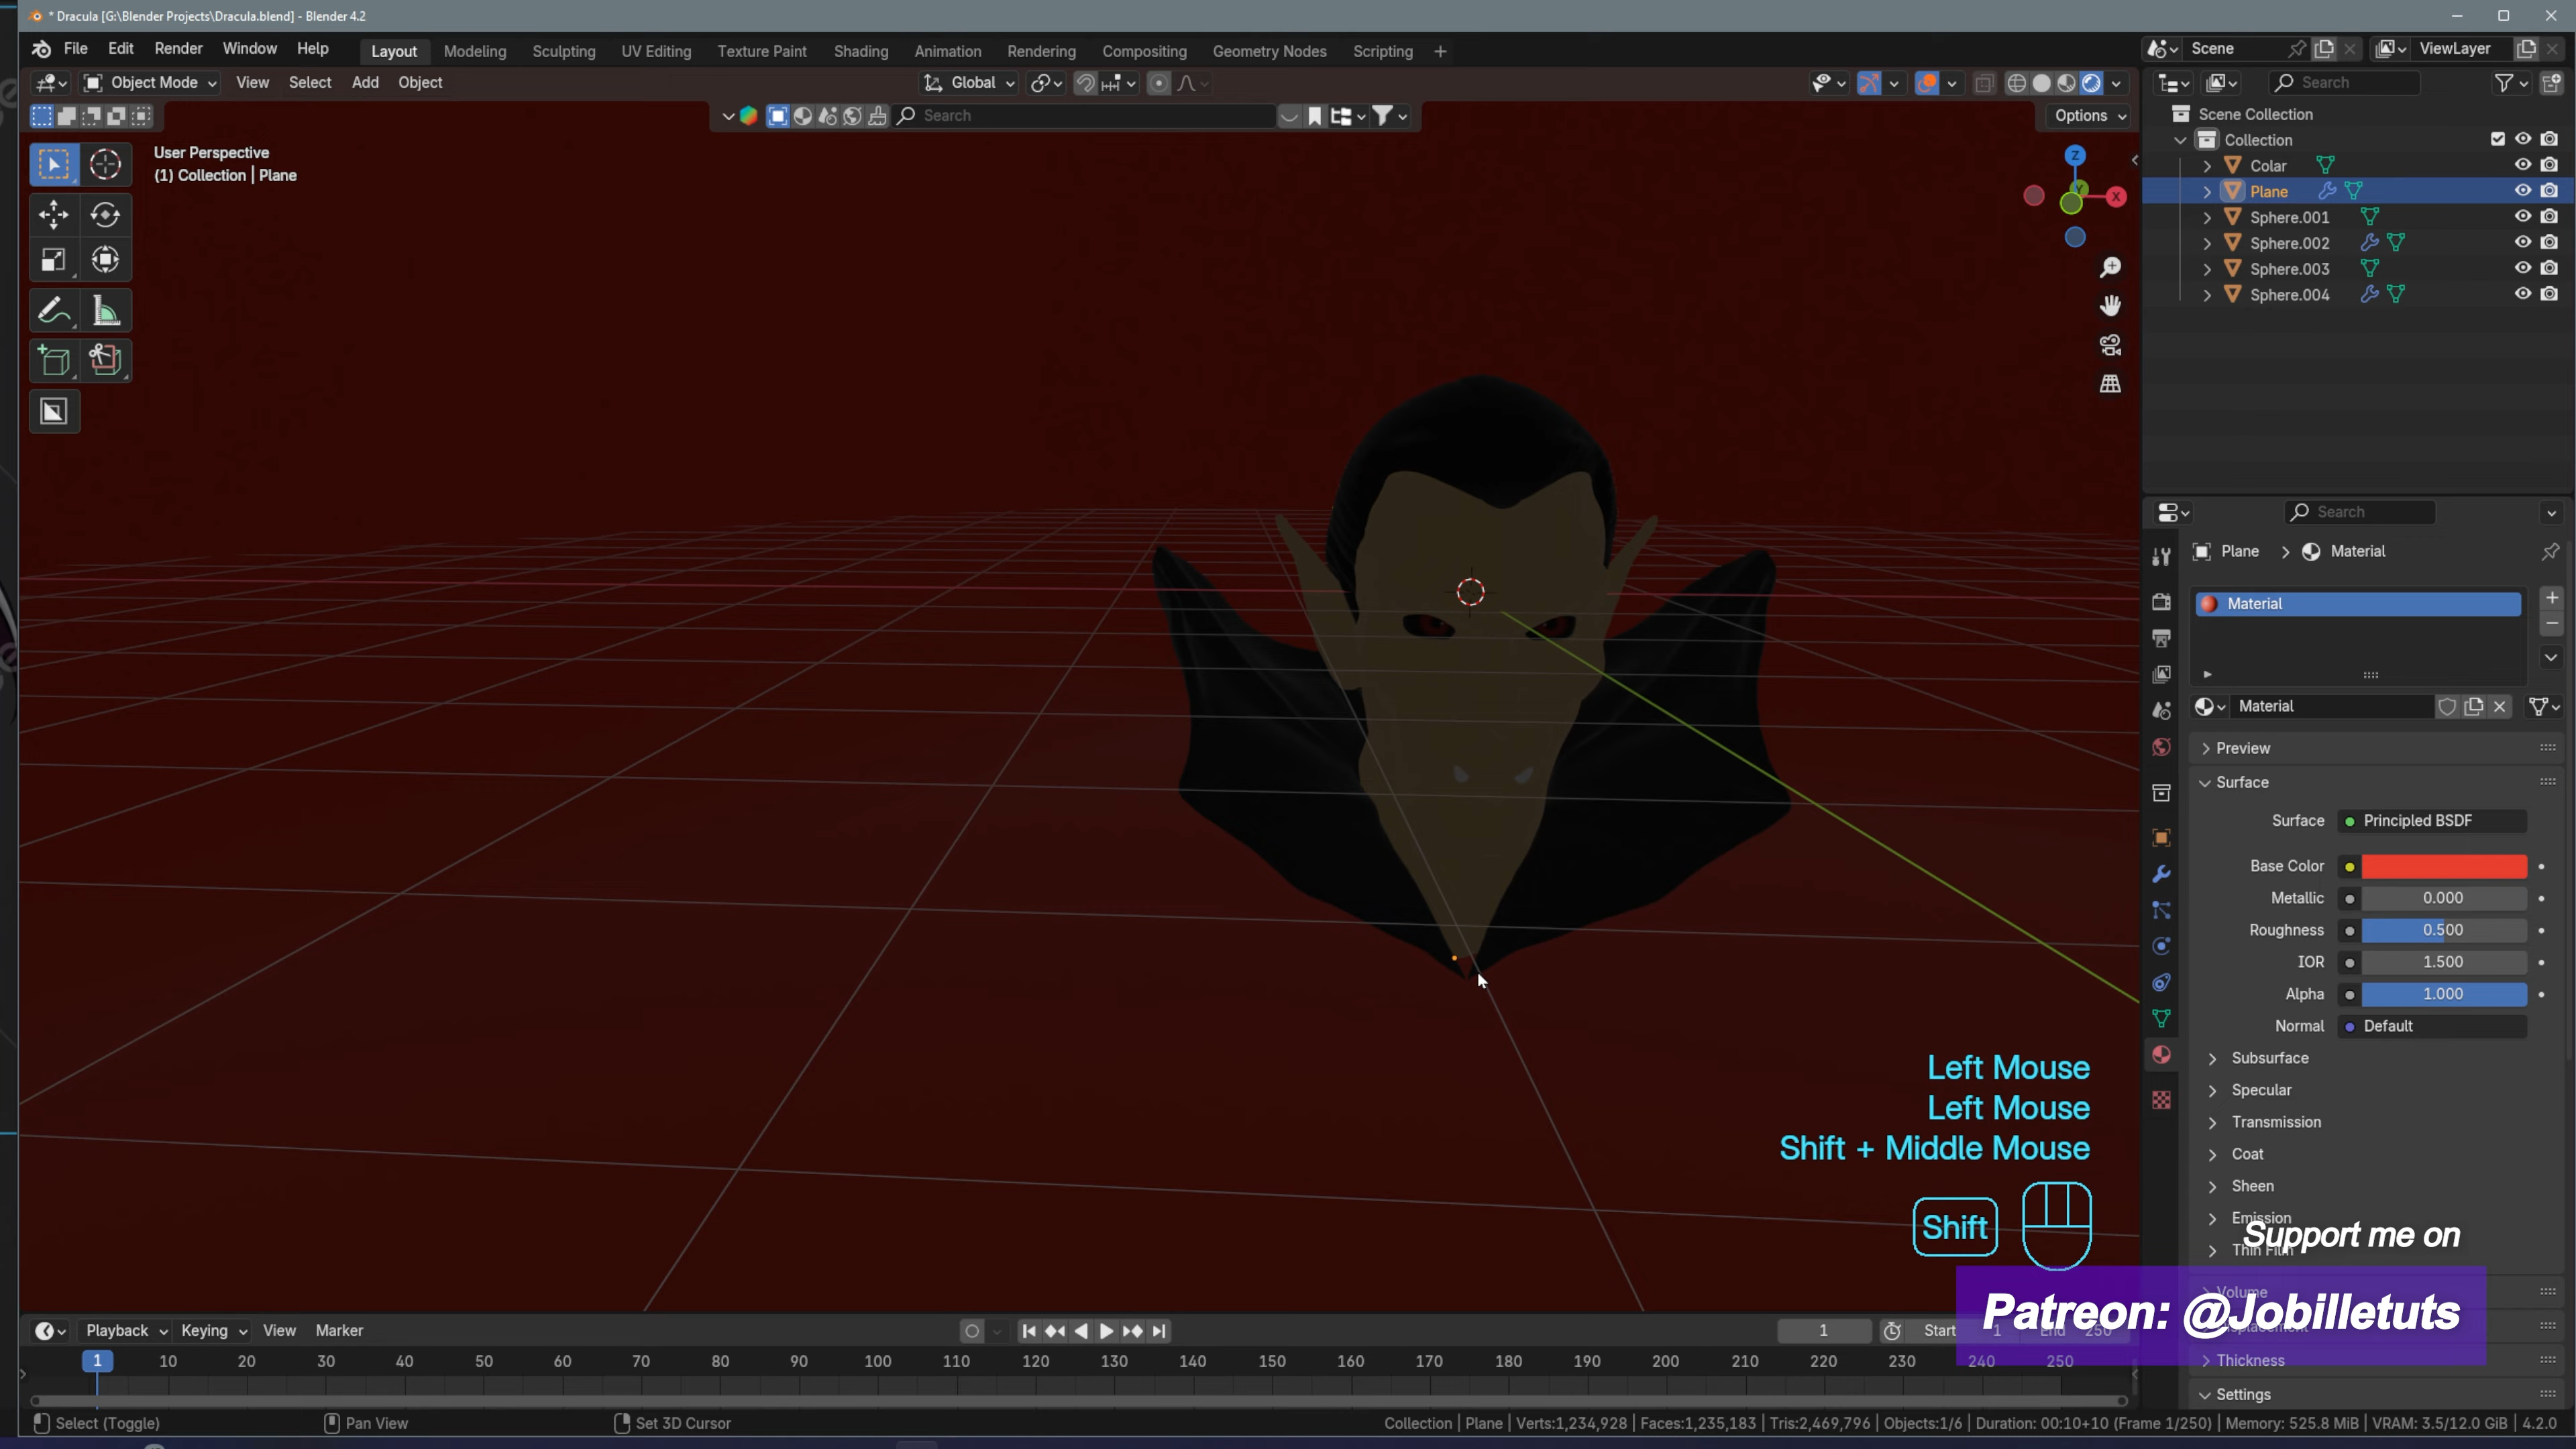 * Dracula [G:\Blender Projects\Dracula.blend] - Blender 4.2
File Edit Render Window Help Layout Modeling Sculpting UV Editing Texture Paint Shading Animation Rendering Compositing Geometry Nodes Scripting +
Scene ViewLayer
Object Mode View Select Add Object Global
Search
Search Options
User Perspective
(1) Collection | Plane
Z
Y
X
Scene Collection
Collection
Colar
Plane
Sphere.001
Sphere.002
Sphere.003
Sphere.004
Search
Plane > Material
Material
Material
Preview
Surface
Surface Principled BSDF
Base Color
Metallic 0.000
Roughness 0.500
IOR 1.500
Alpha 1.000
Normal Default
Subsurface
Specular
Transmission
Coat
Sheen
Emission
Thin Film
Volume
Displacement
Thickness
Settings
Left Mouse
Left Mouse
Shift + Middle Mouse
Shift
Support me on
Patreon: @Jobilletuts
Playback Keying View Marker 1 Start 1 End 250
1 10 20 30 40 50 60 70 80 90 100 110 120 130 140 150 160 170 180 190 200 210 220 230 240 250
Select (Toggle) Pan View Set 3D Cursor Collection | Plane | Verts:1,234,928 | Faces:1,235,183 | Tris:2,469,796 | Objects:1/6 | Duration: 00:10+10 (Frame 1/250) | Memory: 525.8 MiB | VRAM: 3.5/12.0 GiB | 4.2.0